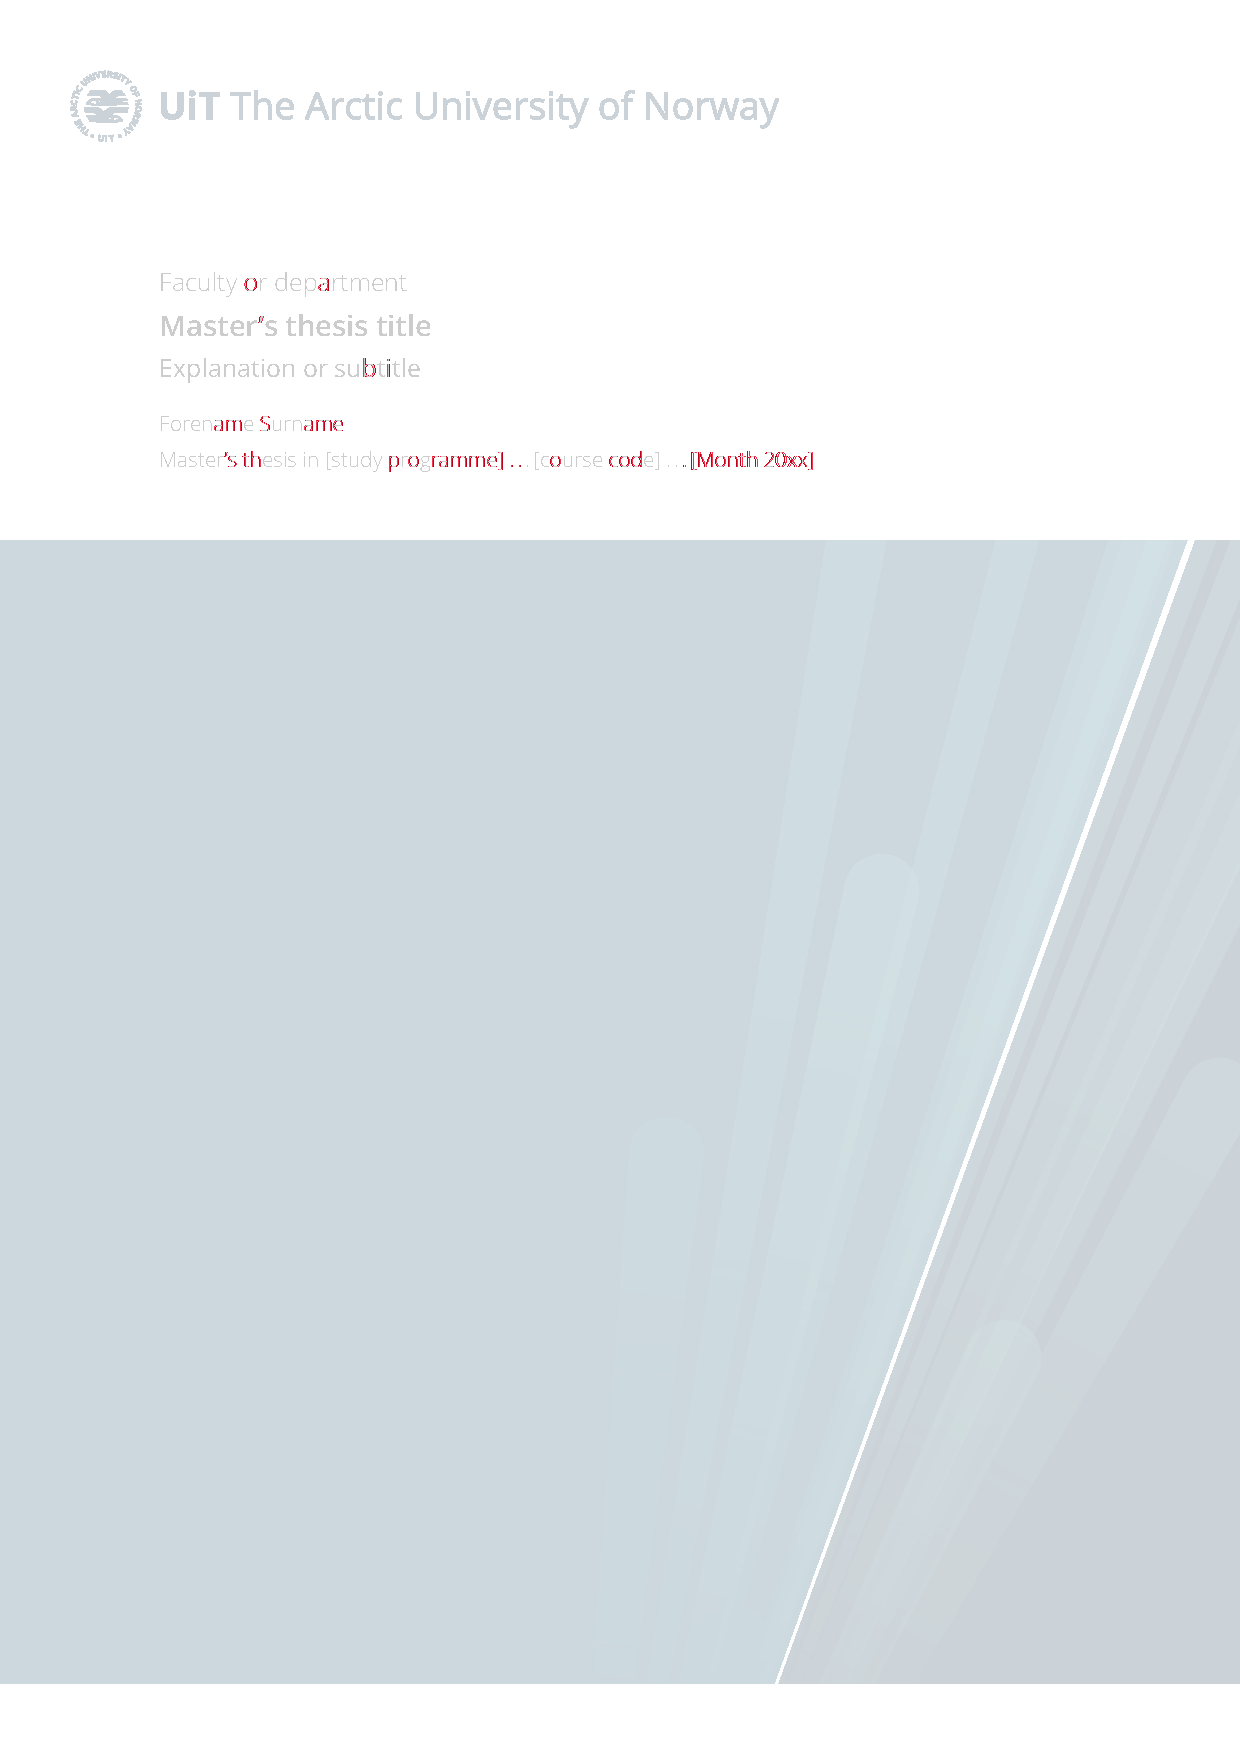 THE ARCTIC UNIVERSITY OF NORWAY • UiT •
UiT The Arctic University of Norway
Faculty or department
Master’s thesis title
Explanation or subtitle
Forename Surname
Master’s thesis in [study programme] … [course code] … [Month 20xx]